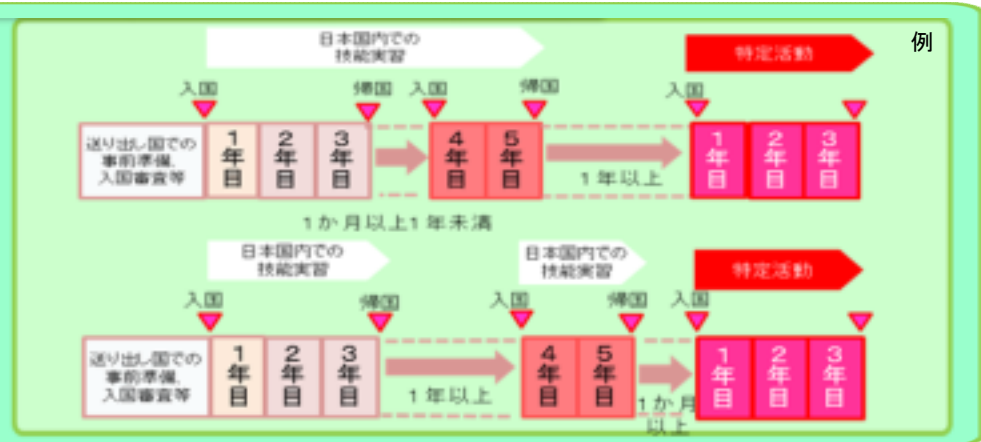 例
日本国内での
技能実習
特定活動
入国
帰国
入国
帰国
入国
送り出し国での
事前準備、
入国審査等
1年目
2年目
3年目
4年目
5年目
1年以上
1年目
2年目
3年目
1か月以上1年未満
日本国内での
技能実習
日本国内での
技能実習
特定活動
入国
帰国
入国
帰国
入国
送り出し国での
事前準備、
入国審査等
1年目
2年目
3年目
1年以上
4年目
5年目
1か月
以上
1年目
2年目
3年目